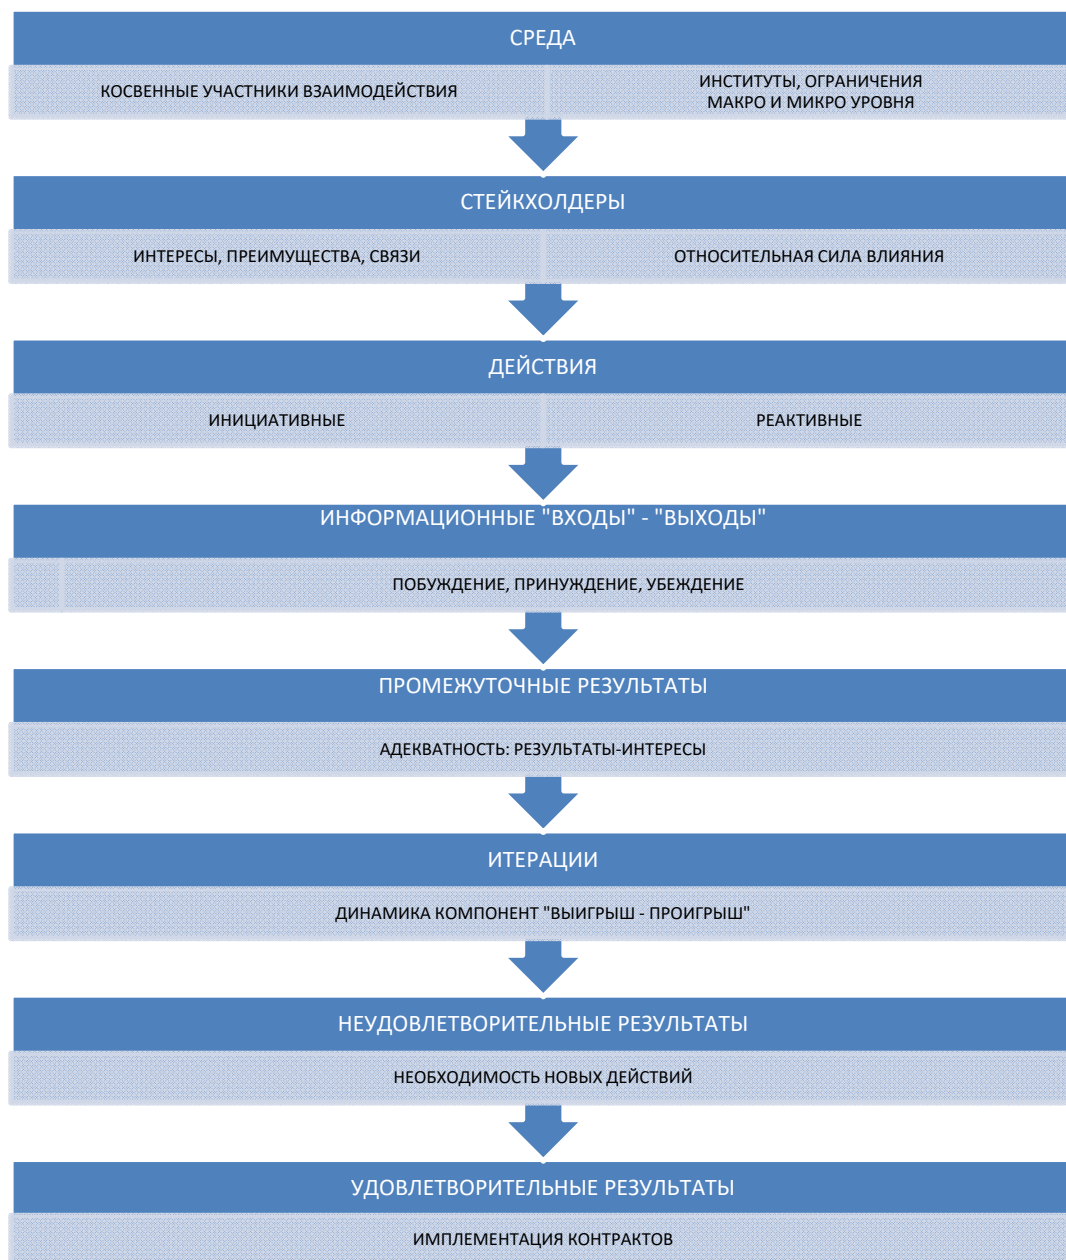 СРЕДА
КОСВЕННЫЕ УЧАСТНИКИ ВЗАИМОДЕЙСТВИЯ
ИНСТИТУТЫ, ОГРАНИЧЕНИЯ
МАКРО И МИКРО УРОВНЯ
СТЕЙКХОЛДЕРЫ
ИНТЕРЕСЫ, ПРЕИМУЩЕСТВА, СВЯЗИ
ОТНОСИТЕЛЬНАЯ СИЛА ВЛИЯНИЯ
ДЕЙСТВИЯ
ИНИЦИАТИВНЫЕ
РЕАКТИВНЫЕ
ИНФОРМАЦИОННЫЕ "ВХОДЫ" - "ВЫХОДЫ"
ПОБУЖДЕНИЕ, ПРИНУЖДЕНИЕ, УБЕЖДЕНИЕ
ПРОМЕЖУТОЧНЫЕ РЕЗУЛЬТАТЫ
АДЕКВАТНОСТЬ: РЕЗУЛЬТАТЫ-ИНТЕРЕСЫ
ИТЕРАЦИИ
ДИНАМИКА КОМПОНЕНТ "ВЫИГРЫШ - ПРОИГРЫШ"
НЕУДОВЛЕТВОРИТЕЛЬНЫЕ РЕЗУЛЬТАТЫ
НЕОБХОДИМОСТЬ НОВЫХ ДЕЙСТВИЙ
УДОВЛЕТВОРИТЕЛЬНЫЕ РЕЗУЛЬТАТЫ
ИМПЛЕМЕНТАЦИЯ КОНТРАКТОВ